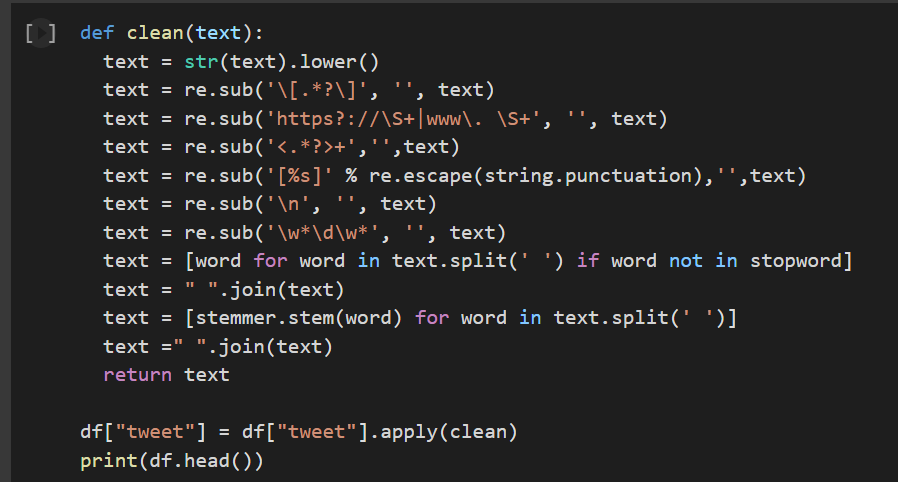 [ ] def clean(text):
  text = str(text).lower()
  text = re.sub('\[.*?\]', '', text)
  text = re.sub('https?://\S+|www\. \S+', '', text)
  text = re.sub('<.*?>+','',text)
  text = re.sub('[%s]' % re.escape(string.punctuation),'',text)
  text = re.sub('\n', '', text)
  text = re.sub('\w*\d\w*', '', text)
  text = [word for word in text.split(' ') if word not in stopword]
  text = " ".join(text)
  text = [stemmer.stem(word) for word in text.split(' ')]
  text =" ".join(text)
  return text

df["tweet"] = df["tweet"].apply(clean)
print(df.head())